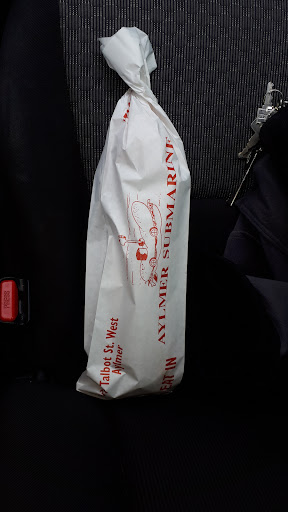 AYLMER SUBMARINE
EAT IN
Talbot St. West
Aylmer